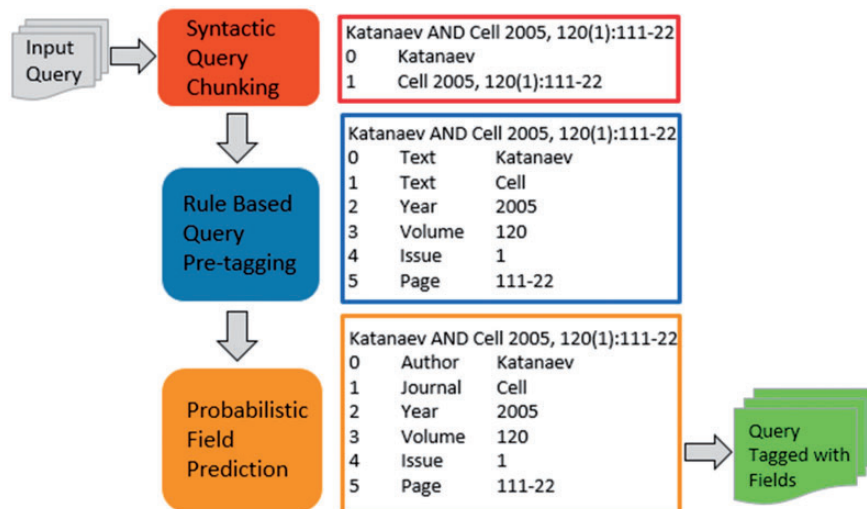 Input
Query
Syntactic
Query
Chunking
Katanaev AND Cell 2005, 120(1):111-22
0 Katanaev
1 Cell 2005, 120(1):111-22
Rule Based
Query
Pre-tagging
Katanaev AND Cell 2005, 120(1):111-22
0 Text Katanaev
1 Text Cell
2 Year 2005
3 Volume 120
4 Issue 1
5 Page 111-22
Probabilistic
Field
Prediction
Katanaev AND Cell 2005, 120(1):111-22
0 Author Katanaev
1 Journal Cell
2 Year 2005
3 Volume 120
4 Issue 1
5 Page 111-22
Query
Tagged with
Fields